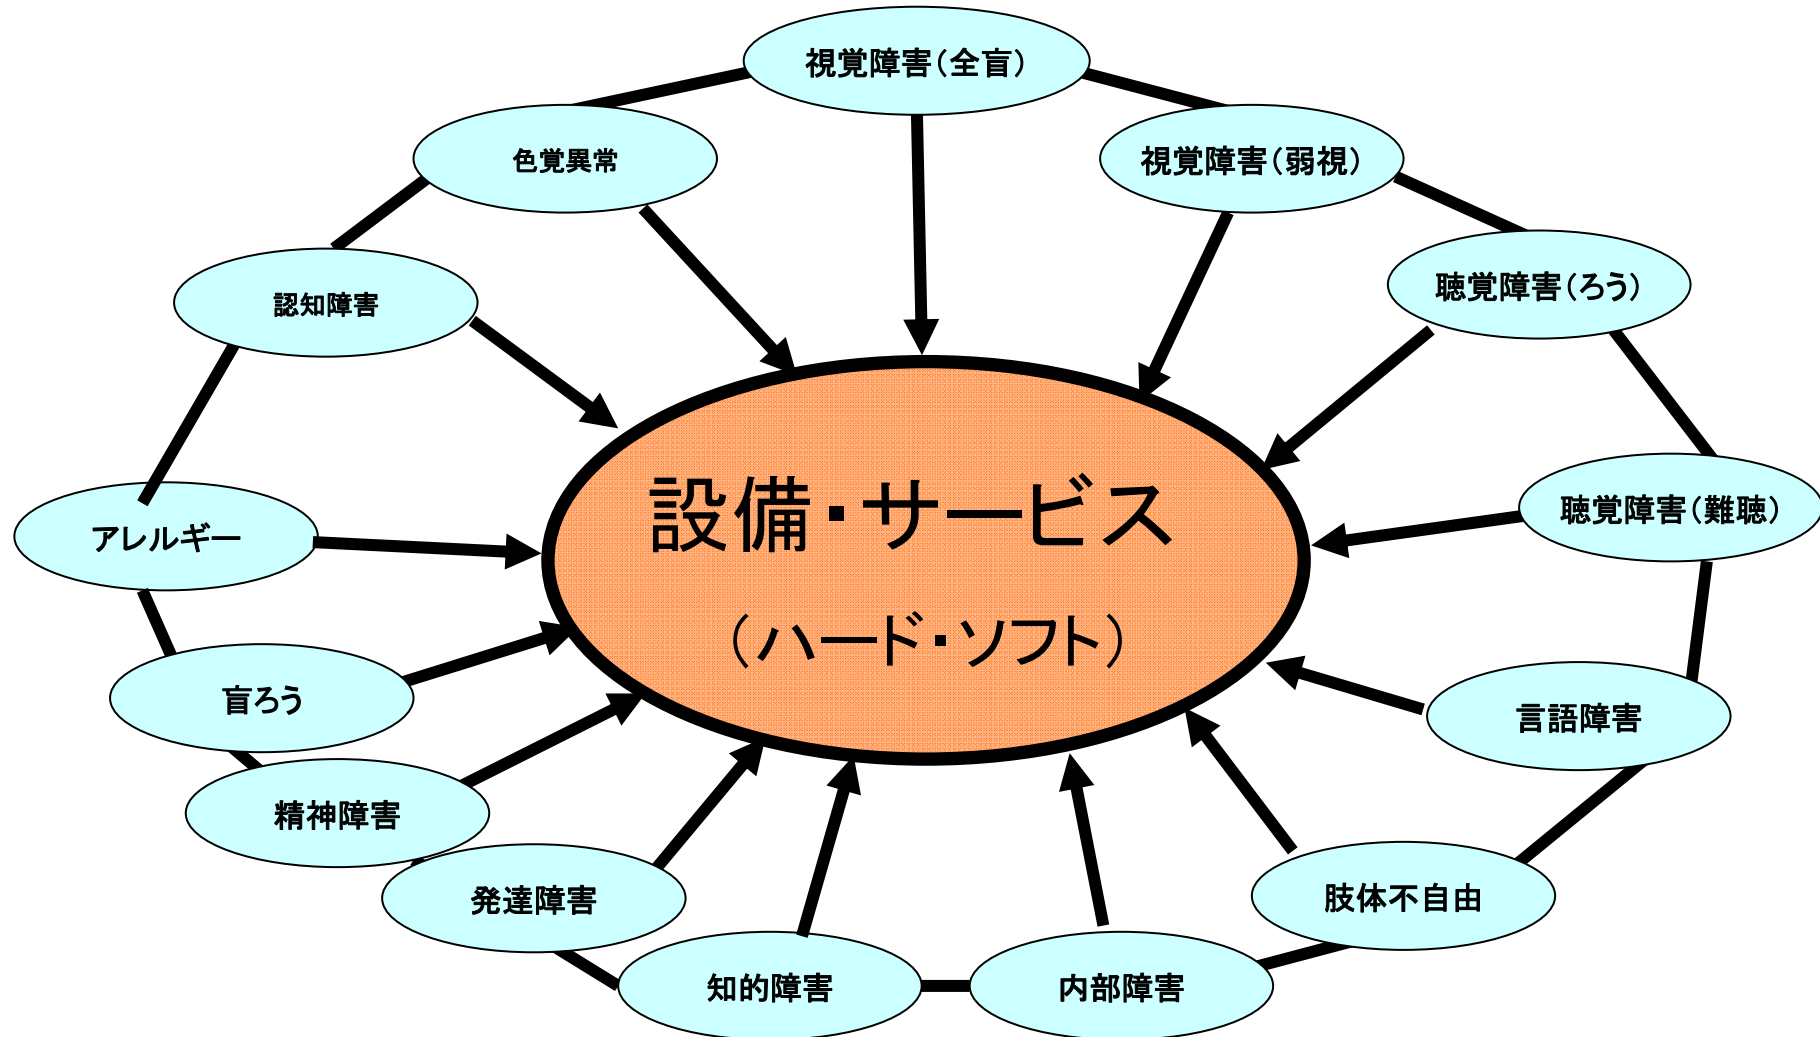 視覚障害（全盲）
色覚異常
視覚障害（弱視）
認知障害
聴覚障害（ろう）
設備・サービス
（ハード・ソフト）
アレルギー
聴覚障害（難聴）
盲ろう
言語障害
精神障害
発達障害
肢体不自由
知的障害
内部障害